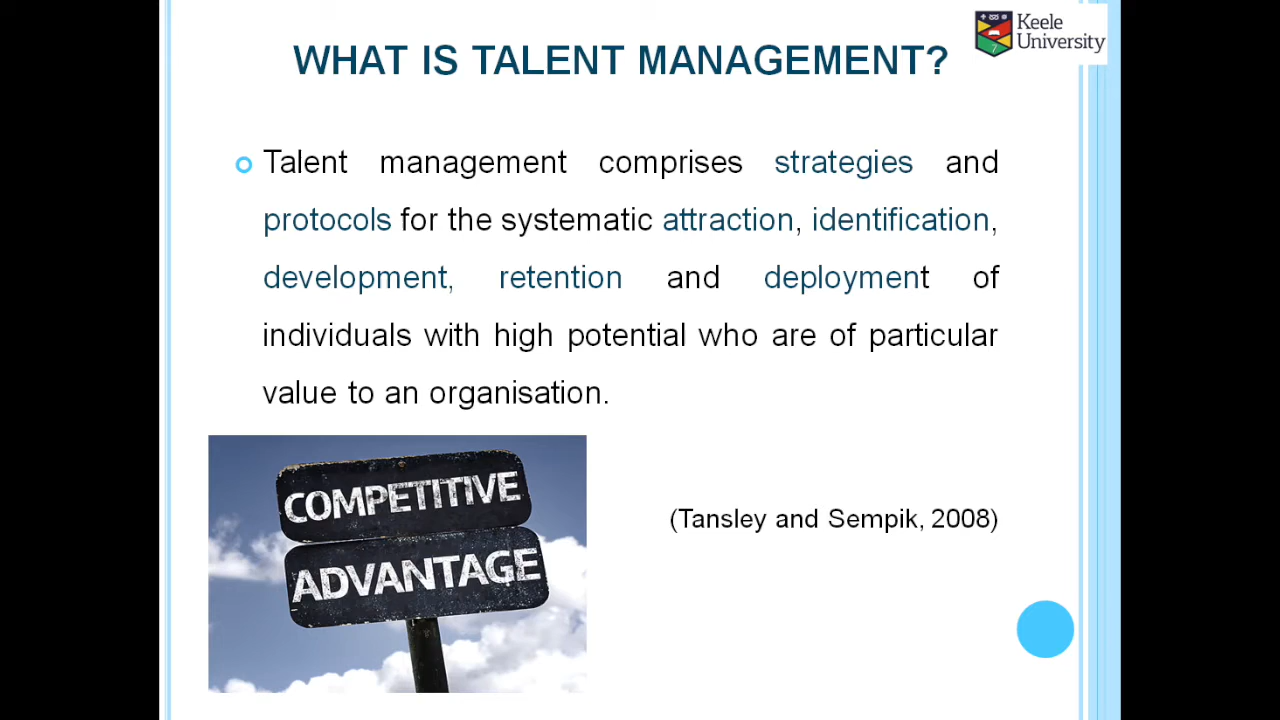 Keele
University
WHAT IS TALENT MANAGEMENT?
Talent management comprises strategies and
protocols for the systematic attraction, identification,
development, retention and deployment of
individuals with high potential who are of particular
value to an organisation.
COMPETITIVE
ADVANTAGE
(Tansley and Sempik, 2008)